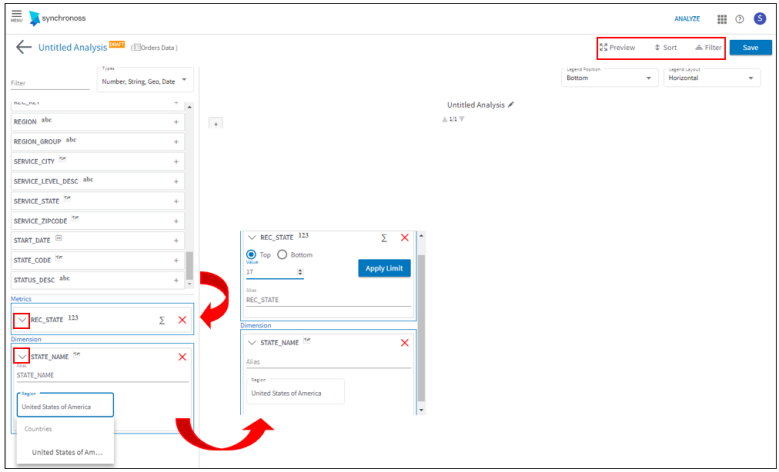 MENU
synchronoss
ANALYZE
S
Untitled Analysis DRAFT ( Orders Data )
Preview
Sort
Filter
Save
Filter
Types
Number, String, Geo, Date
Legend Position
Bottom
Legend Layout
Horizontal
Untitled Analysis
1/1
REC_KEY +
REGION abc +
REGION_GROUP abc +
SERVICE_CITY +
SERVICE_LEVEL_DESC abc +
SERVICE_STATE +
SERVICE_ZIPCODE +
START_DATE +
STATE_CODE +
STATUS_DESC abc +
+
Metrics
REC_STATE 123 Σ
Dimension
STATE_NAME
Alias
STATE_NAME
Region
United States of America
Countries
United States of Am...
REC_STATE 123 Σ
Top Bottom
Value
17
Apply Limit
Alias
REC_STATE
Dimension
STATE_NAME
Alias
Region
United States of America